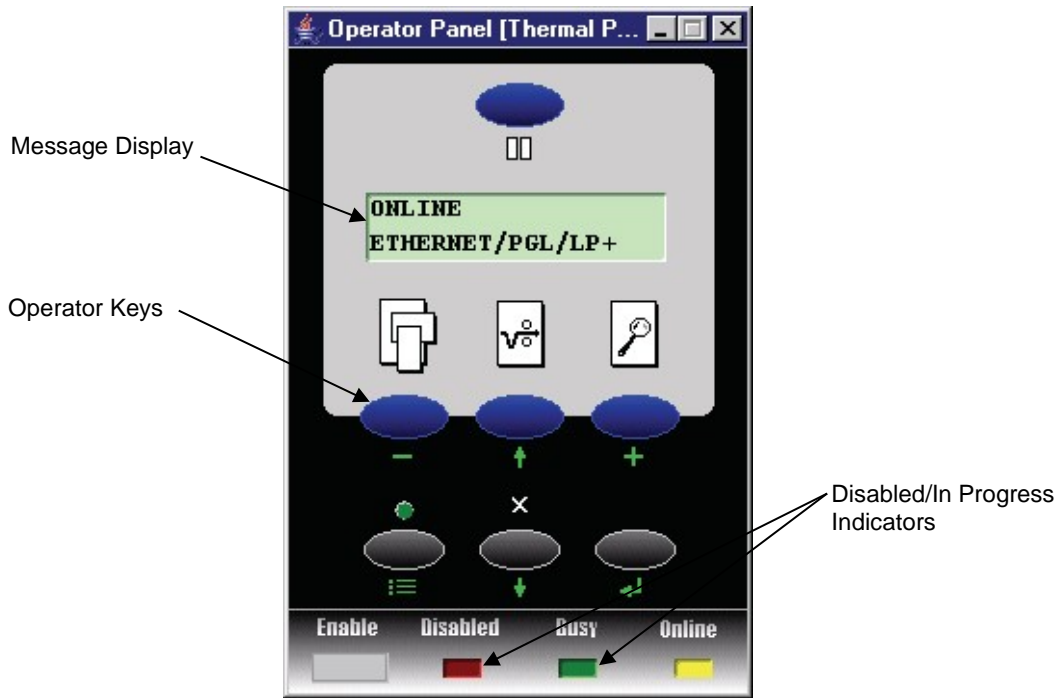 Operator Panel [Thermal P...
Message Display
ONLINE
ETHERNET/PGL/LP+
Operator Keys
Disabled/In Progress
Indicators
Enable Disabled Busy Online